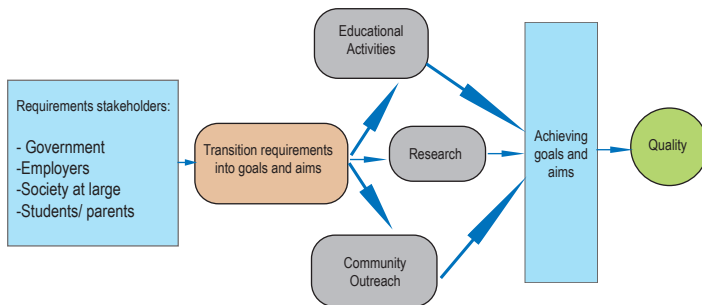 Requirements stakeholders:
- Government
-Employers
-Society at large
-Students/ parents
Transition requirements
into goals and aims
Educational
Activities
Research
Community
Outreach
Achieving
goals and
aims
Quality